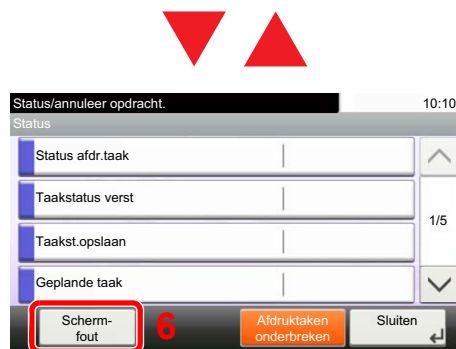 Status/annuleer opdracht.
10:10
Status
Status afdr.taak
Taakstatus verst
1/5
Taakst.opslaan
Geplande taak
Scherm-
fout
6
Afdruktaken
onderbreken
Sluiten